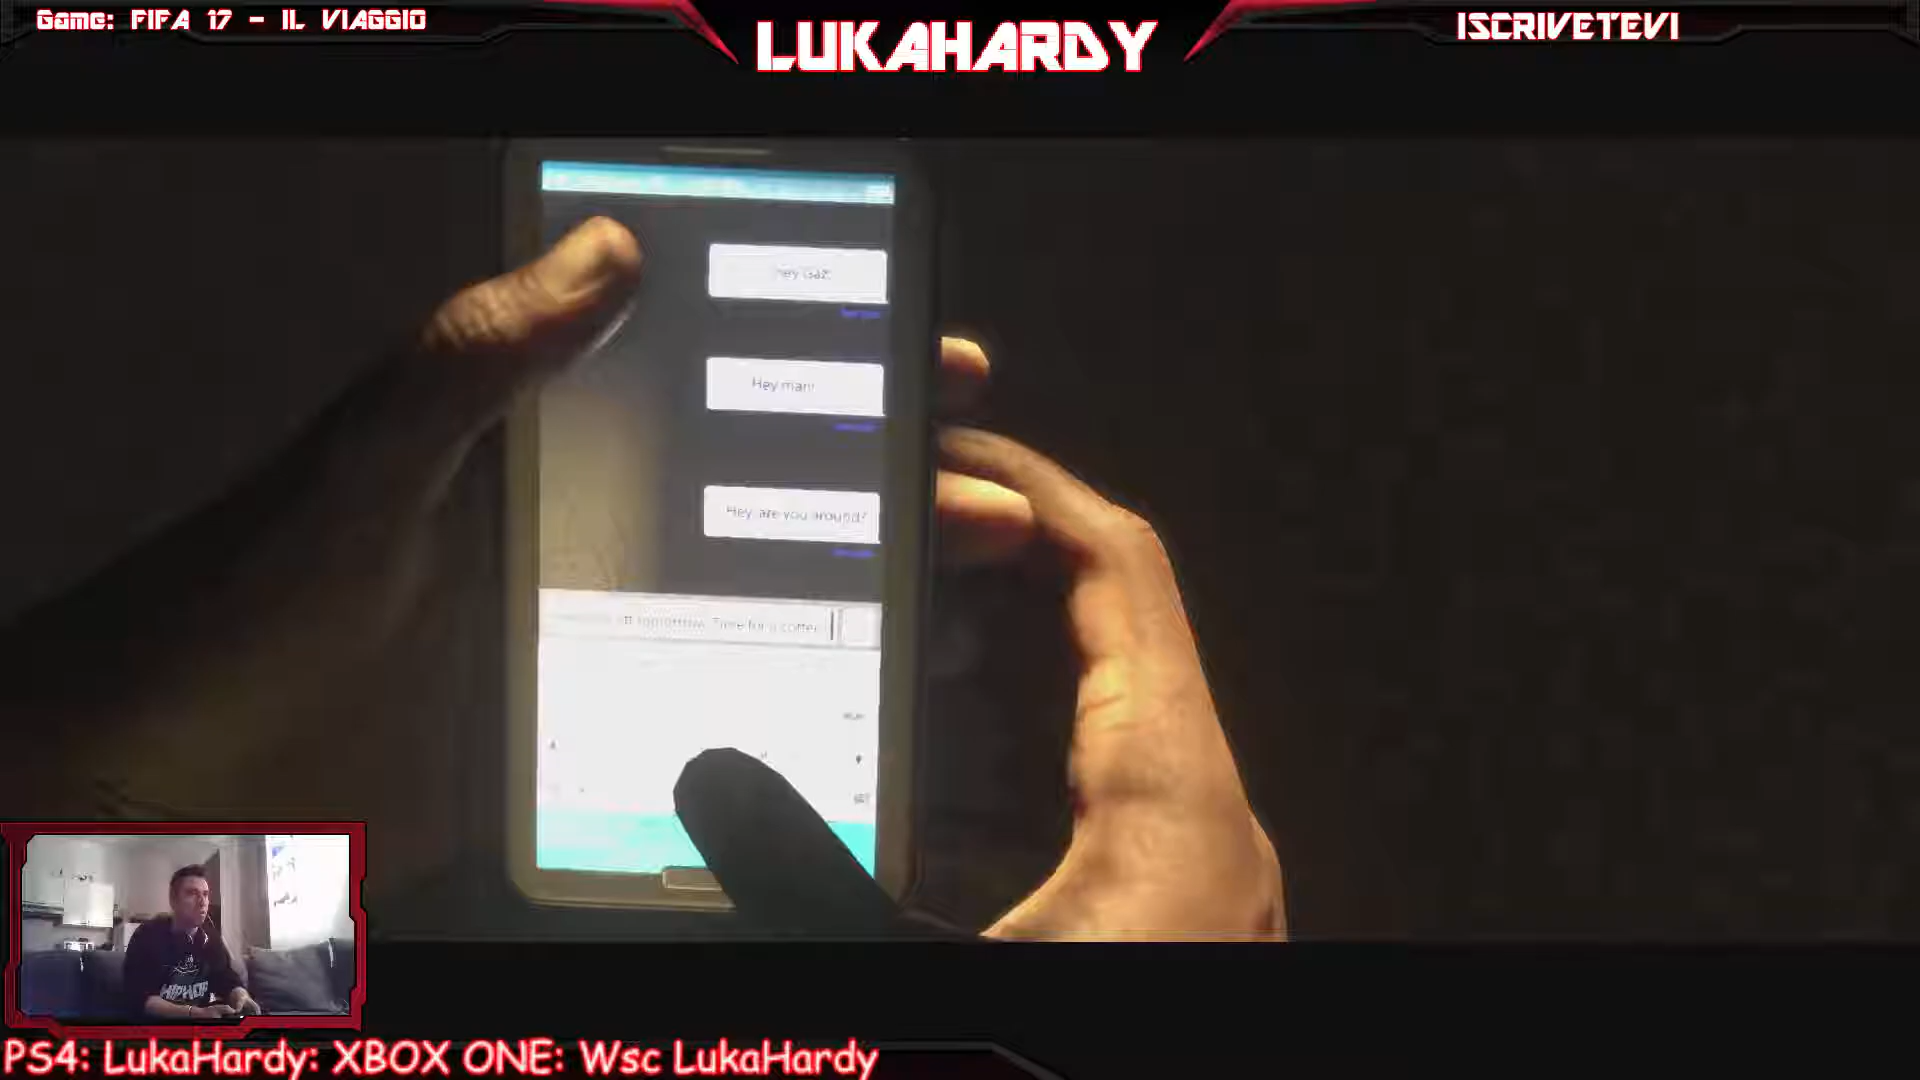 Game: FIFA 17 - IL VIAGGIO
LUKAHARDY
ISCRIVETEVI
Hey Gaz!
Hey man!
Hey, are you around?
tomorrow. Time for a coffee
HIPHOP
PS4: LukaHardy: XBOX ONE: Wsc LukaHardy